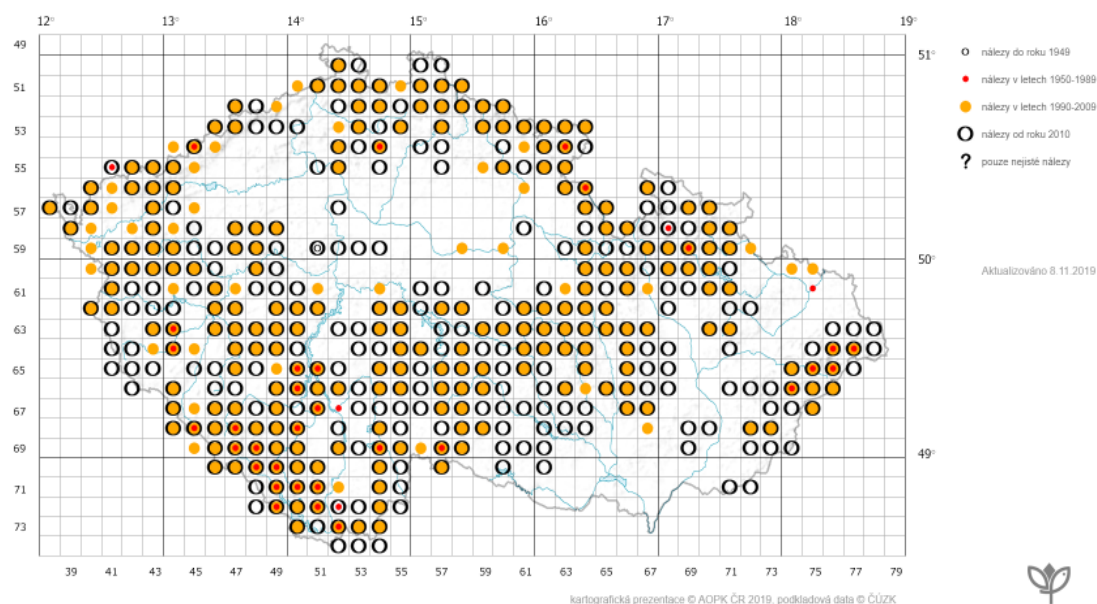 12° 13° 14° 15° 16° 17° 18° 19°
49
51°
51
53
55
57
59
50°
61
63
65
67
69
49°
71
73
39 41 43 45 47 49 51 53 55 57 59 61 63 65 67 69 71 73 75 77 79
nálezy do roku 1949
nálezy v letech 1950-1989
nálezy v letech 1990-2009
nálezy od roku 2010
? pouze nejisté nálezy
Aktualizováno 8.11.2019
kartografická prezentace © AOPK ČR 2019, podkladová data © ČÚZK